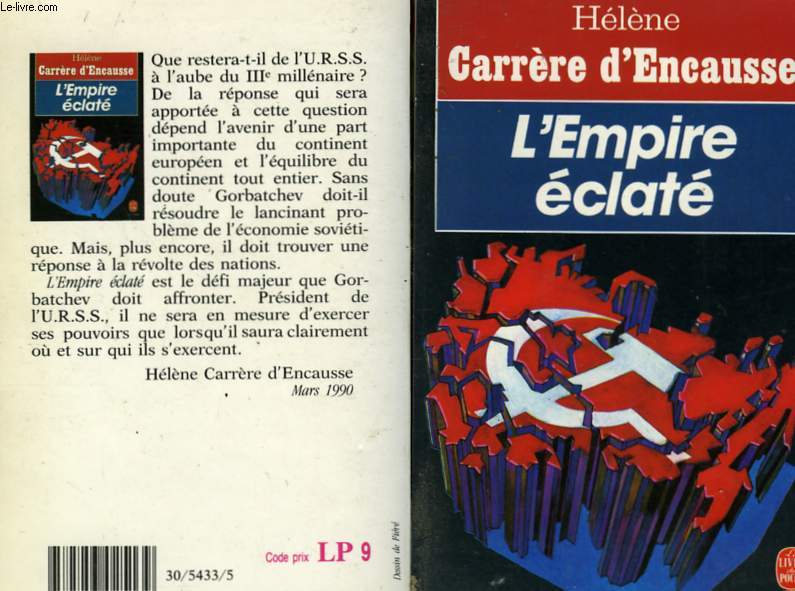 Le-livre.com
Hélène
Carrère d'Encausse
L'Empire
éclaté
Que restera-t-il de l'U.R.S.S.
à l'aube du IIIe millénaire ?
De la réponse qui sera
apportée à cette question
dépend l'avenir d'une part
importante du continent
européen et l'équilibre du
continent tout entier. Sans
doute Gorbatchev doit-il
résoudre le lancinant pro-
blème de l'économie soviéti-
que. Mais, plus encore, il doit trouver une
réponse à la révolte des nations.
L'Empire éclaté est le défi majeur que Gor-
batchev doit affronter. Président de
l'U.R.S.S., il ne sera en mesure d'exercer
ses pouvoirs que lorsqu'il saura clairement
où et sur qui ils s'exercent.
Hélène Carrère d'Encausse
Mars 1990
30/5433/5
Code prix LP 9
Dessin de
Hélène
Carrère d'Encausse
L'Empire
éclaté